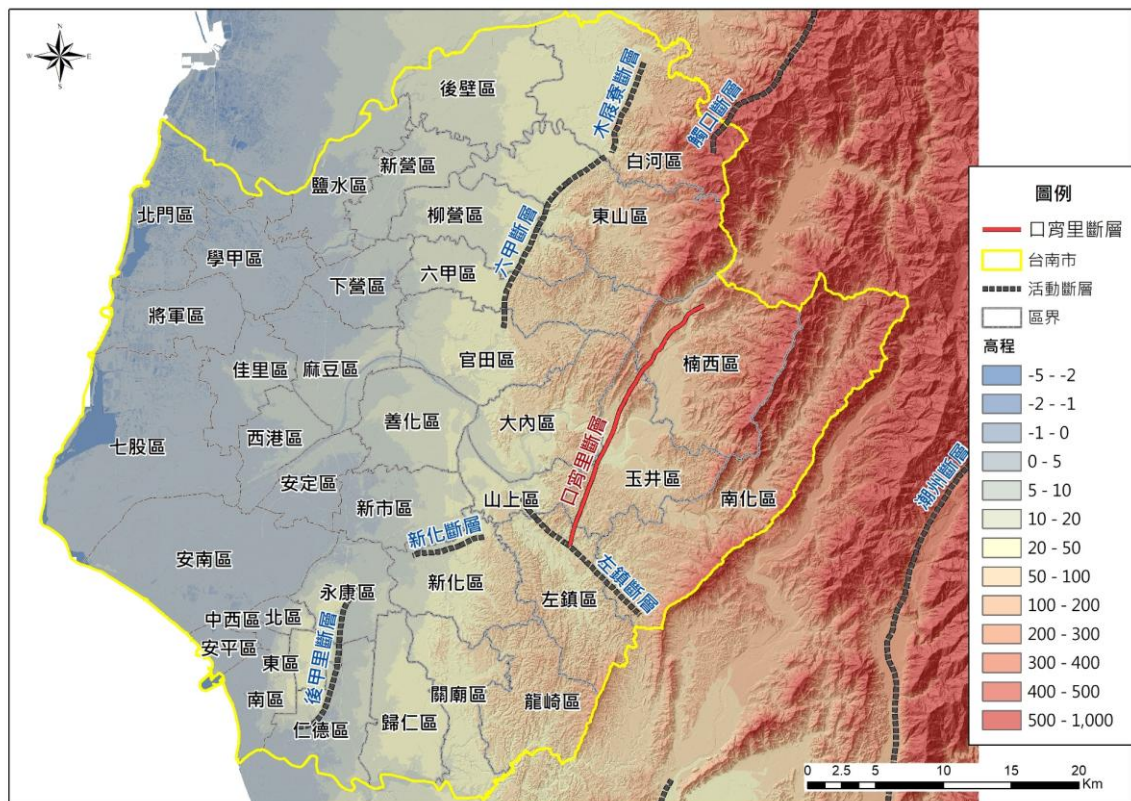 N
W
E
S
後壁區
木屐寮斷層
觸口斷層
白河區
新營區
鹽水區
北門區
柳營區
東山區
學甲區
六甲區
六甲斷層
下營區
將軍區
官田區
楠西區
佳里區
麻豆區
大內區
善化區
七股區
西港區
口宵里斷層
玉井區
安定區
山上區
南化區
新市區
潮州斷層
新化斷層
安南區
新化區
左鎮斷層
左鎮區
永康區
中西區
北區
安平區
東區
後甲里斷層
南區
關廟區
龍崎區
歸仁區
仁德區
圖例
口宵里斷層
台南市
活動斷層
區界
高程
-5 - -2
-2 - -1
-1 - 0
0 - 5
5 - 10
10 - 20
20 - 50
50 - 100
100 - 200
200 - 300
300 - 400
400 - 500
500 - 1,000
0 2.5 5 10 15 20
Km